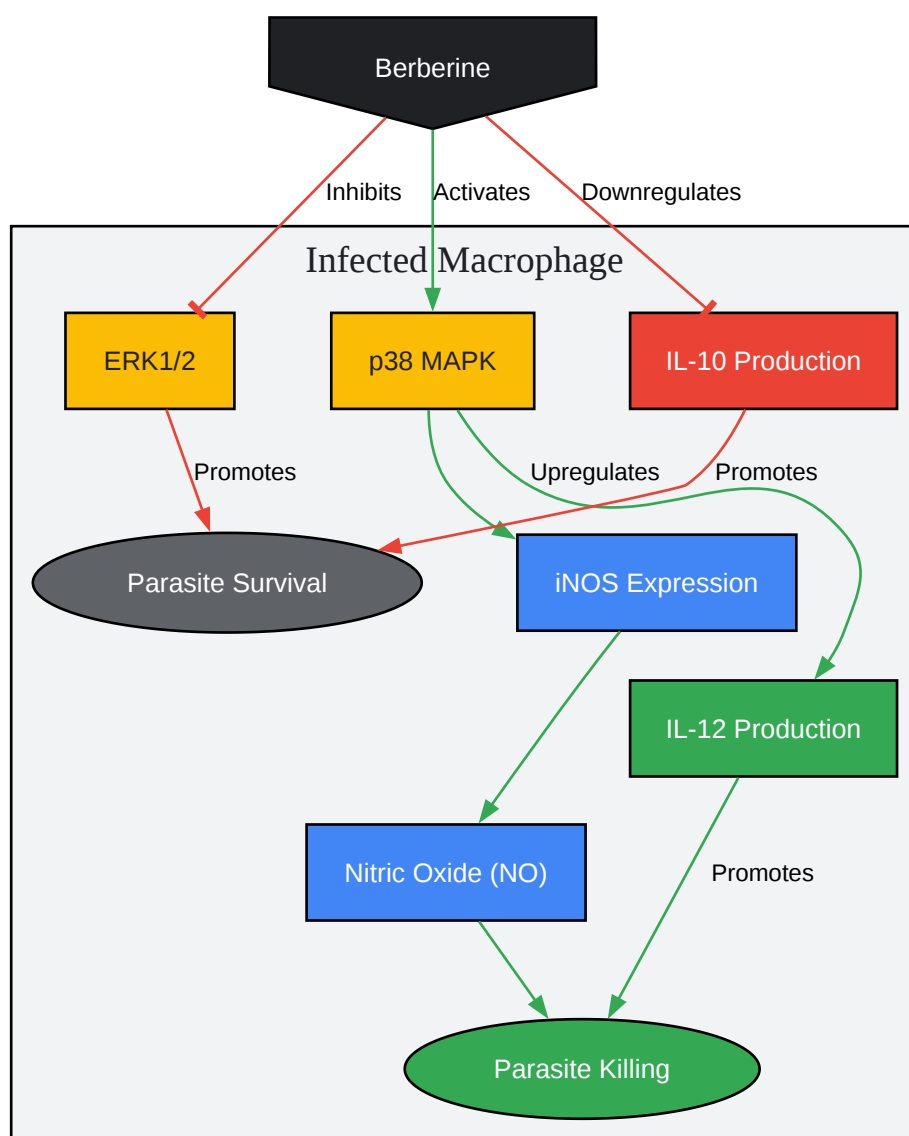 Berberine
Inhibits
Activates
Downregulates
Infected Macrophage
ERK1/2
p38 MAPK
IL-10 Production
Promotes
Upregulates
Promotes
Parasite Survival
iNOS Expression
IL-12 Production
Nitric Oxide (NO)
Promotes
Parasite Killing